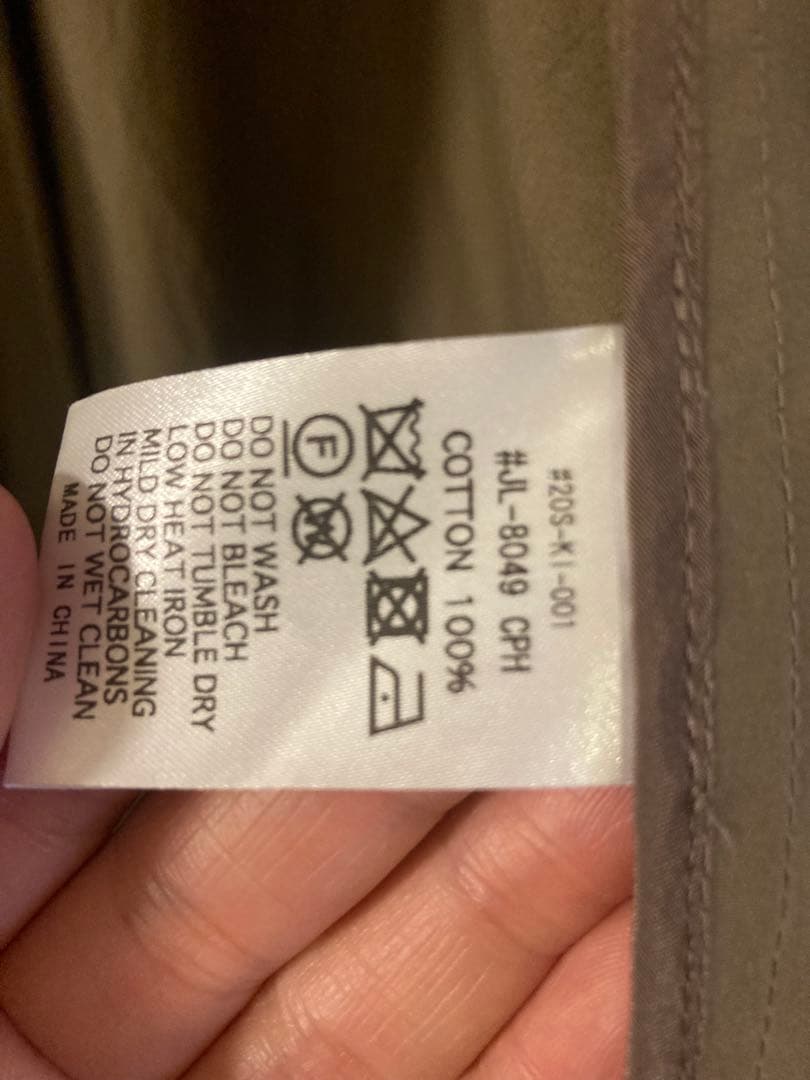 #20S-KI-001
#JL-8049 CPH
COTTON 100%
F W
DO NOT WASH
DO NOT BLEACH
DO NOT TUMBLE DRY
LOW HEAT IRON
MILD DRY CLEANING
IN HYDROCARBONS
DO NOT WET CLEAN
MADE IN CHINA